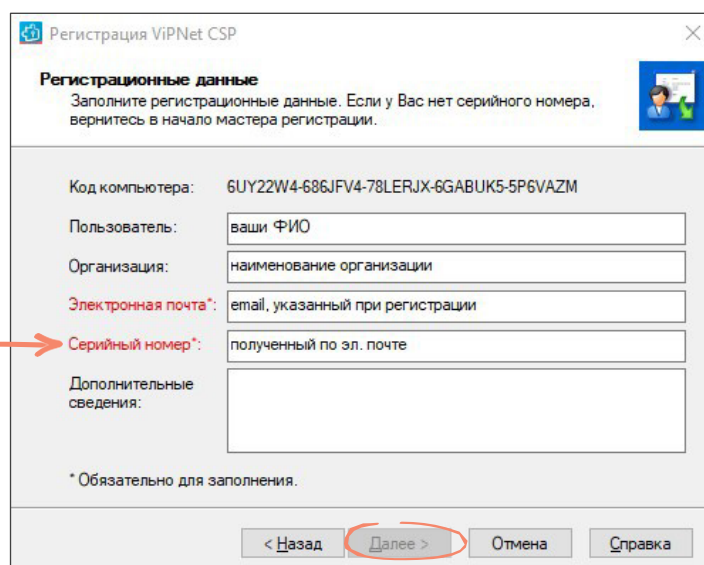 Регистрация ViPNet CSP
Регистрационные данные
Заполните регистрационные данные. Если у Вас нет серийного номера,
вернитесь в начало мастера регистрации.
Код компьютера: 6UY22W4-686JFV4-78LERJX-6GABUK5-5P6VAZM
Пользователь: ваши ФИО
Организация: наименование организации
Электронная почта*: email, указанный при регистрации
Серийный номер*: полученный по эл. почте
Дополнительные
сведения:
* Обязательно для заполнения.
< Назад Далее > Отмена Справка